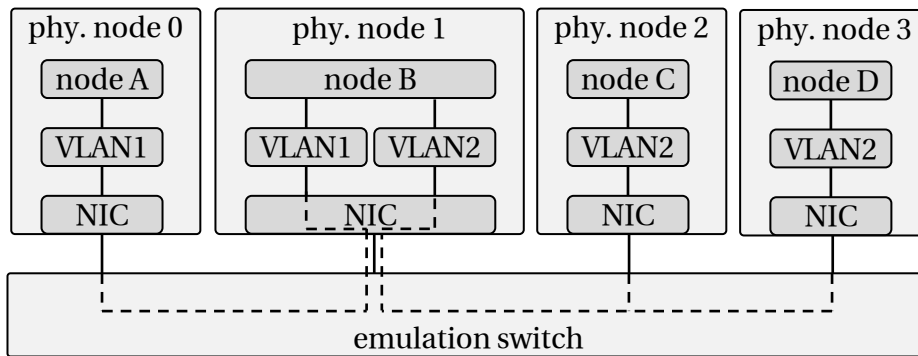 phy. node 0
node A
VLAN1
NIC
phy. node 1
node B
VLAN1
VLAN2
NIC
phy. node 2
node C
VLAN2
NIC
phy. node 3
node D
VLAN2
NIC
emulation switch